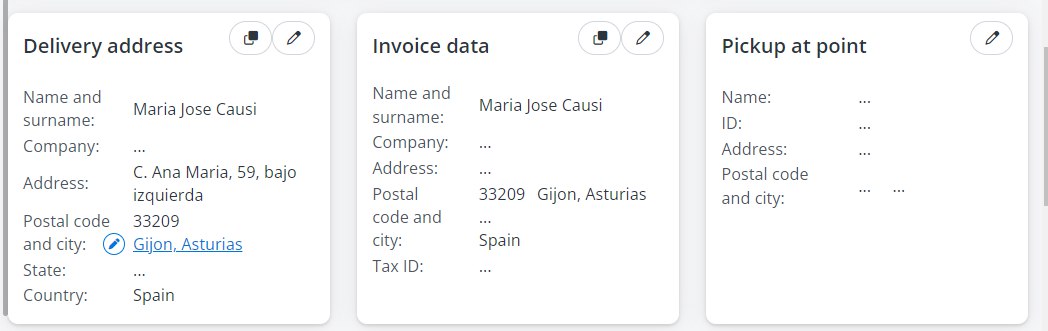 Delivery address
Name and surname: Maria Jose Causi
Company: ...
Address: C. Ana Maria, 59, bajo izquierda
Postal code and city: 33209 Gijon, Asturias
State: ...
Country: Spain
Invoice data
Name and surname: Maria Jose Causi
Company: ...
Address: ...
Postal code and city: 33209 Gijon, Asturias
...
Spain
Tax ID: ...
Pickup at point
Name: ...
ID: ...
Address: ...
Postal code and city: ... ...